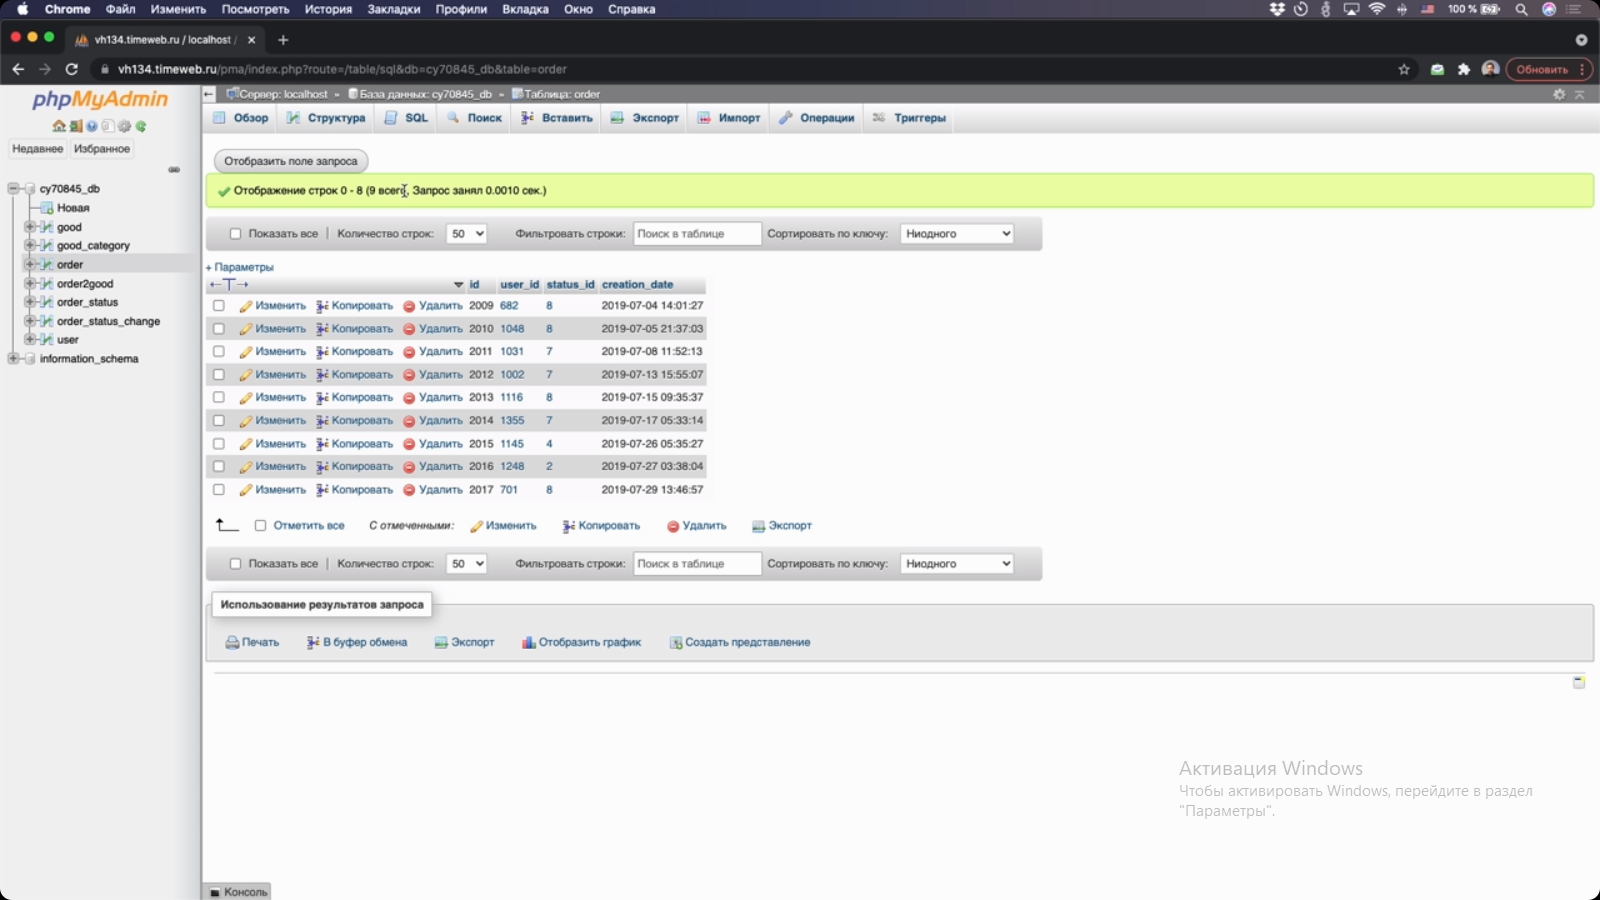 Chrome Файл Изменить Посмотреть История Закладки Профили Вкладка Окно Справка 100 %
vh134.timeweb.ru / localhost /
vh134.timeweb.ru/pma/index.php?route=/table/sql&db=cy70845_db&table=order Обновить
phpMyAdmin
Недавнее Избранное
cy70845_db
Новая
good
good_category
order
order2good
order_status
order_status_change
user
information_schema
Сервер: localhost » База данных: cy70845_db » Таблица: order
Обзор Структура SQL Поиск Вставить Экспорт Импорт Операции Триггеры
Отобразить поле запроса
Отображение строк 0 - 8 (9 всего, Запрос занял 0.0010 сек.)
Показать все | Количество строк: 50 Фильтровать строки: Поиск в таблице Сортировать по ключу: Ниодного
+ Параметры
←T→ id user_id status_id creation_date
Изменить Копировать Удалить 2009 682 8 2019-07-04 14:01:27
Изменить Копировать Удалить 2010 1048 8 2019-07-05 21:37:03
Изменить Копировать Удалить 2011 1031 7 2019-07-08 11:52:13
Изменить Копировать Удалить 2012 1002 7 2019-07-13 15:55:07
Изменить Копировать Удалить 2013 1116 8 2019-07-15 09:35:37
Изменить Копировать Удалить 2014 1355 7 2019-07-17 05:33:14
Изменить Копировать Удалить 2015 1145 4 2019-07-26 05:35:27
Изменить Копировать Удалить 2016 1248 2 2019-07-27 03:38:04
Изменить Копировать Удалить 2017 701 8 2019-07-29 13:46:57
Отметить все С отмеченными: Изменить Копировать Удалить Экспорт
Показать все | Количество строк: 50 Фильтровать строки: Поиск в таблице Сортировать по ключу: Ниодного
Использование результатов запроса
Печать В буфер обмена Экспорт Отобразить график Создать представление
Активация Windows
Чтобы активировать Windows, перейдите в раздел
"Параметры".
Консоль